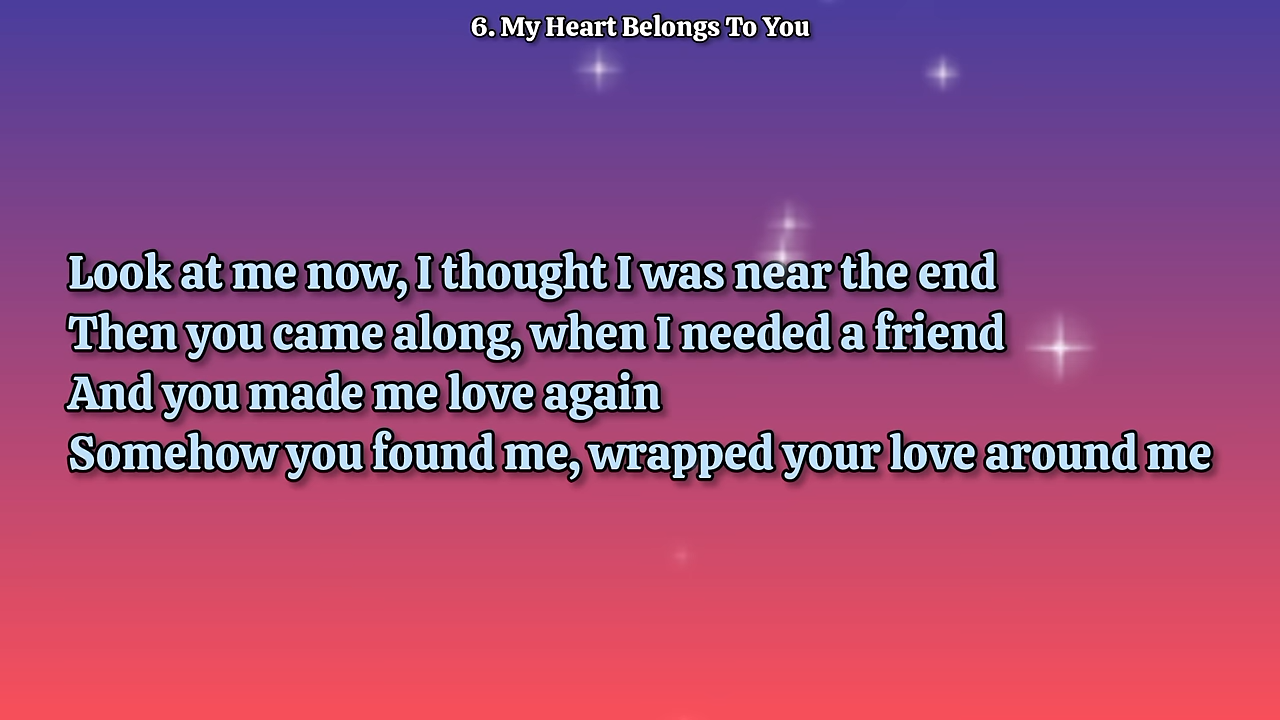 6. My Heart Belongs To You
Look at me now, I thought I was near the end
Then you came along, when I needed a friend
And you made me love again
Somehow you found me, wrapped your love around me